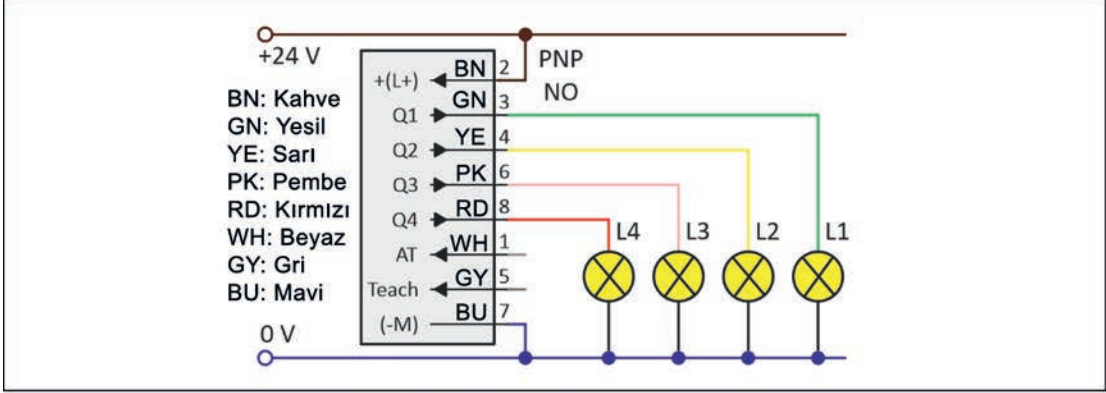 +24 V
PNP
NO
BN: Kahve
GN: Yesil
YE: Sarı
PK: Pembe
RD: Kırmızı
WH: Beyaz
GY: Gri
BU: Mavi
0 V
+(L+) BN 2
Q1 GN 3
Q2 YE 4
Q3 PK 6
Q4 RD 8
AT WH 1
Teach GY 5
(-M) BU 7
L4 L3 L2 L1